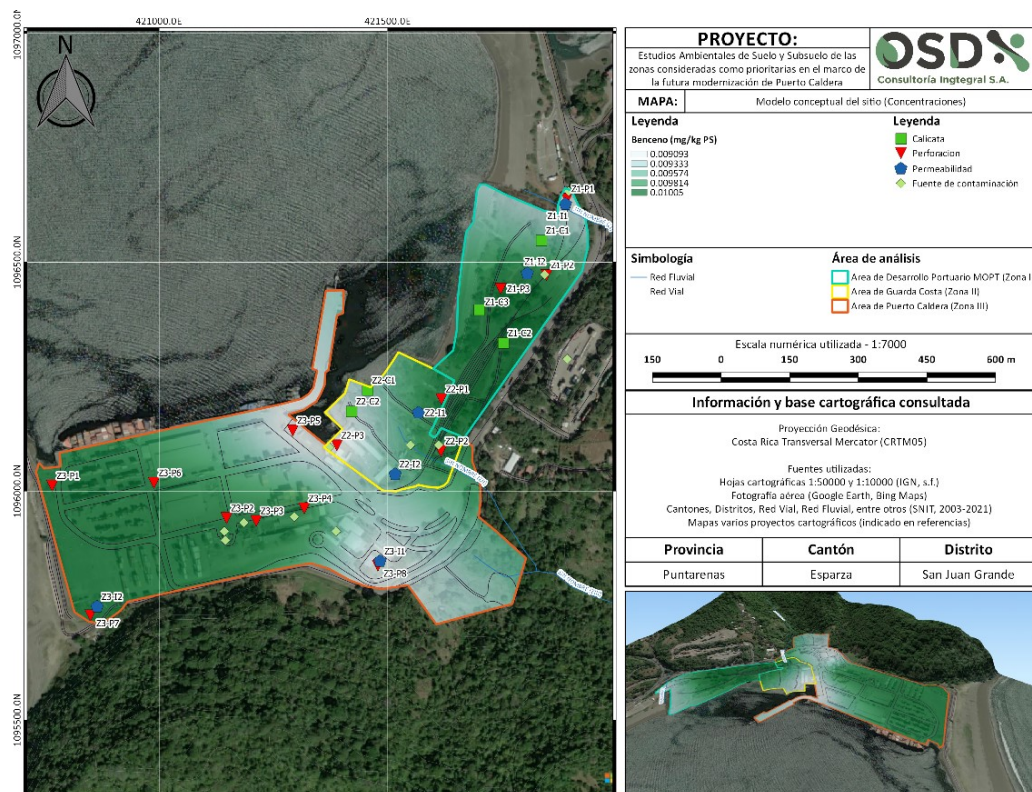 421000.0E
421500.0E
1097000.0N
1096500.0N
1096000.0N
1095500.0N
N
Z1-P1
Z1-I1
Z1-C1
Z1-I2
Z1-P2
Z1-P3
Z1-C3
Z1-C2
Z2-C1
Z2-C2
Z2-P1
Z2-I1
Z3-P5
Z2-P3
Z2-P2
Z2-I2
Z3-P1
Z3-P6
Z3-P2
Z3-P3
Z3-P4
Z3-I1
Z3-P8
Z3-I2
Z3-P7
PROYECTO:
Estudios Ambientales de Suelo y Subsuelo de las
zonas consideradas como prioritarias en el marco de
la futura modernización de Puerto Caldera
OSD
Consultoría Ingtegral S.A.
MAPA:
Modelo conceptual del sitio (Concentraciones)
Leyenda
Benceno (mg/kg PS)
0.009093
0.009333
0.009574
0.009814
0.01005
Leyenda
Calicata
Perforacion
Permeabilidad
Fuente de contaminación
Simbología
Red Fluvial
Red Vial
Área de análisis
Area de Desarrollo Portuario MOPT (Zona I
Area de Guarda Costa (Zona II)
Area de Puerto Caldera (Zona III)
Escala numérica utilizada - 1:7000
150 0 150 300 450 600 m
Información y base cartográfica consultada
Proyección Geodésica:
Costa Rica Transversal Mercator (CRTM05)
Fuentes utilizadas:
Hojas cartográficas 1:50000 y 1:10000 (IGN, s.f.)
Fotografía aérea (Google Earth, Bing Maps)
Cantones, Distritos, Red Vial, Red Fluvial, entre otros (SNIT, 2003-2021)
Mapas varios proyectos cartográficos (indicado en referencias)
Provincia Cantón Distrito
Puntarenas Esparza San Juan Grande